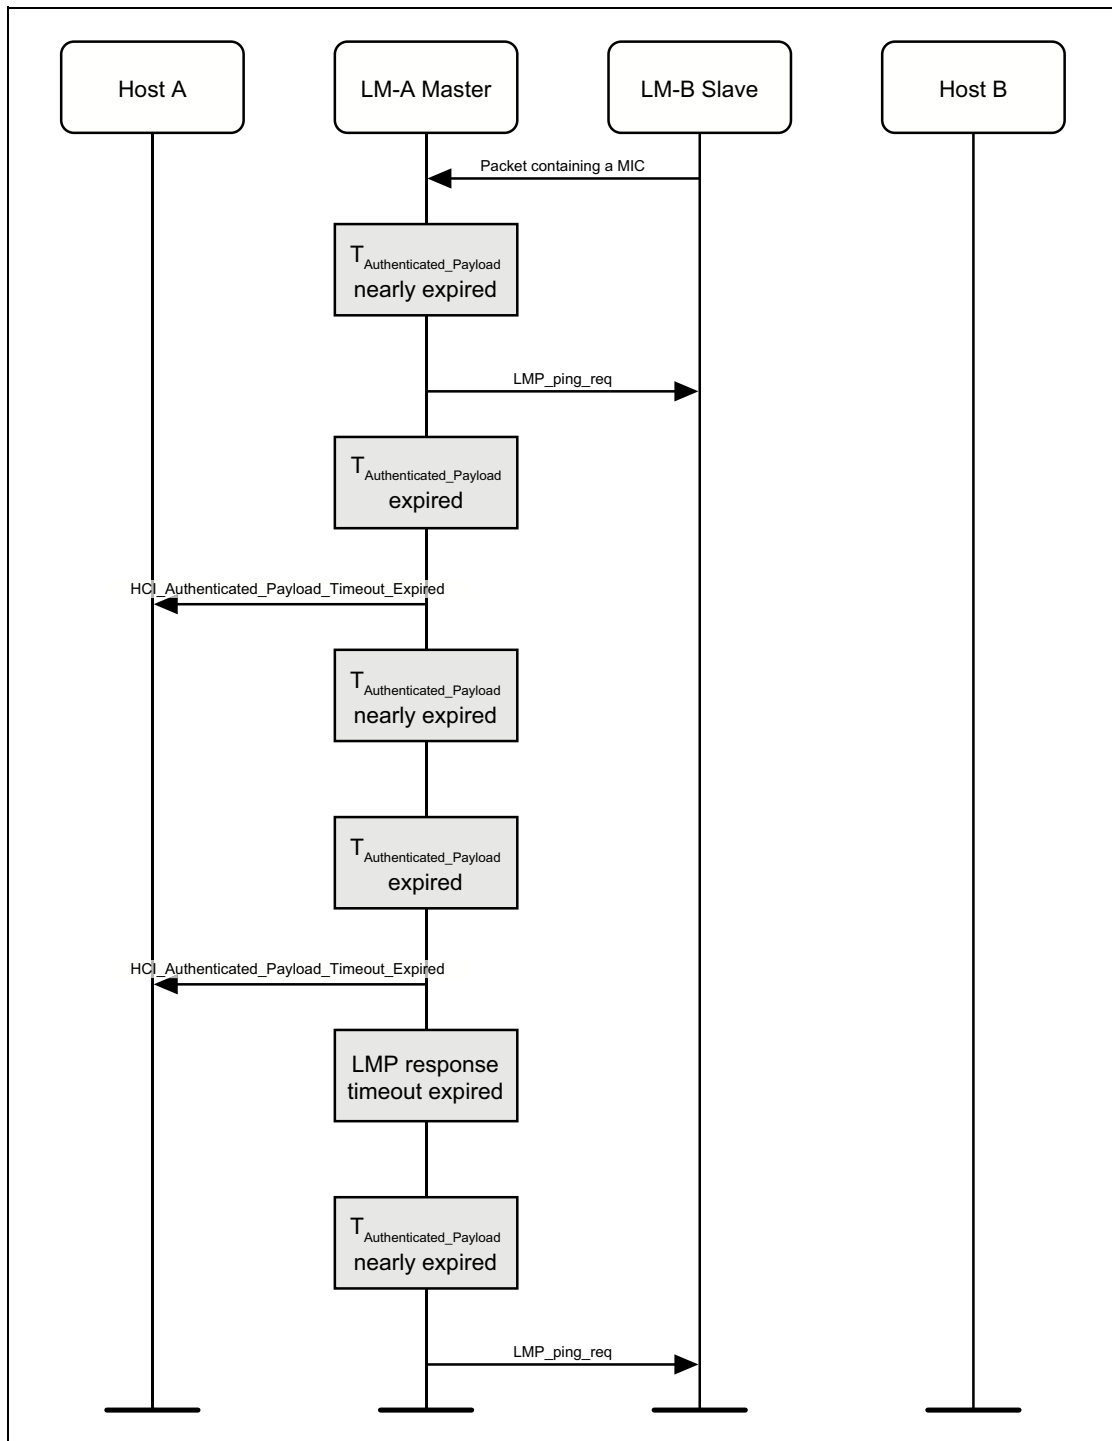 Host A
LM-A Master
LM-B Slave
Host B
Packet containing a MIC
TAuthenticated_Payload
nearly expired
LMP_ping_req
TAuthenticated_Payload
expired
HCI_Authenticated_Payload_Timeout_Expired
TAuthenticated_Payload
nearly expired
TAuthenticated_Payload
expired
HCI_Authenticated_Payload_Timeout_Expired
LMP response
timeout expired
TAuthenticated_Payload
nearly expired
LMP_ping_req